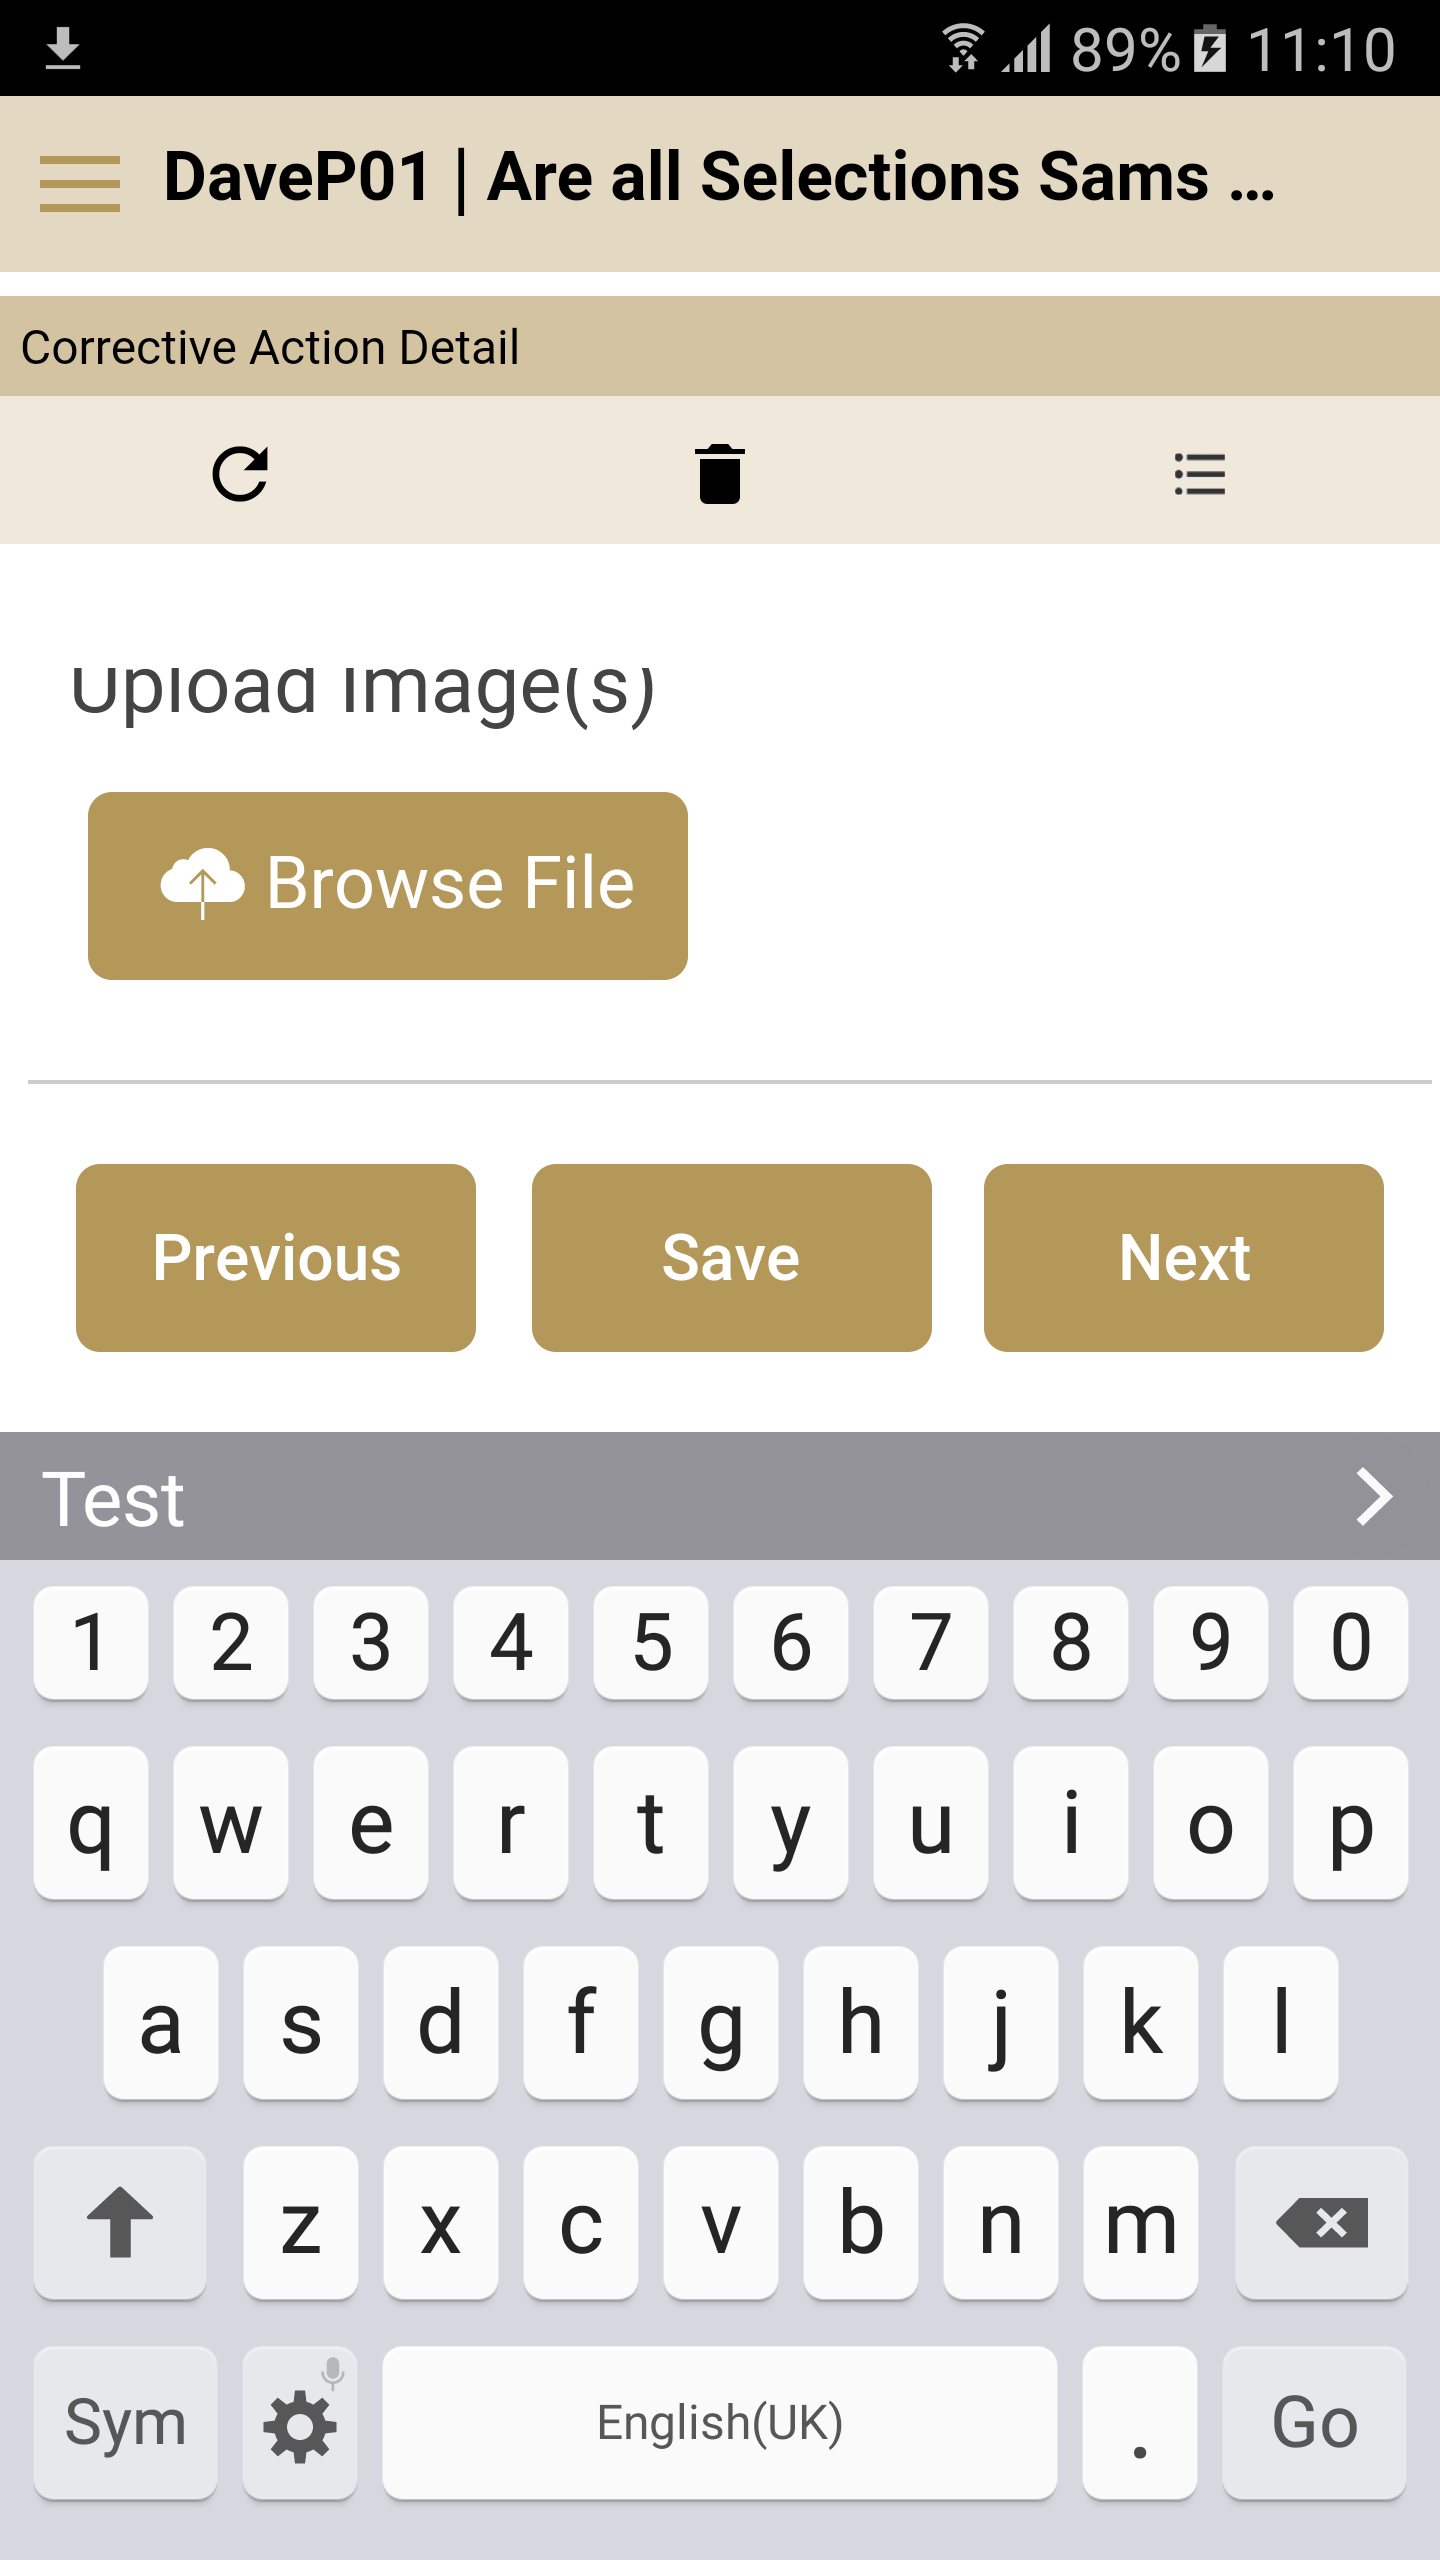 89% 11:10
DaveP01 | Are all Selections Sams ...
Corrective Action Detail
Upload Image(s)
Browse File
Previous Save Next
Test
1 2 3 4 5 6 7 8 9 0
q w e r t y u i o p
a s d f g h j k l
z x c v b n m
Sym English(UK) . Go